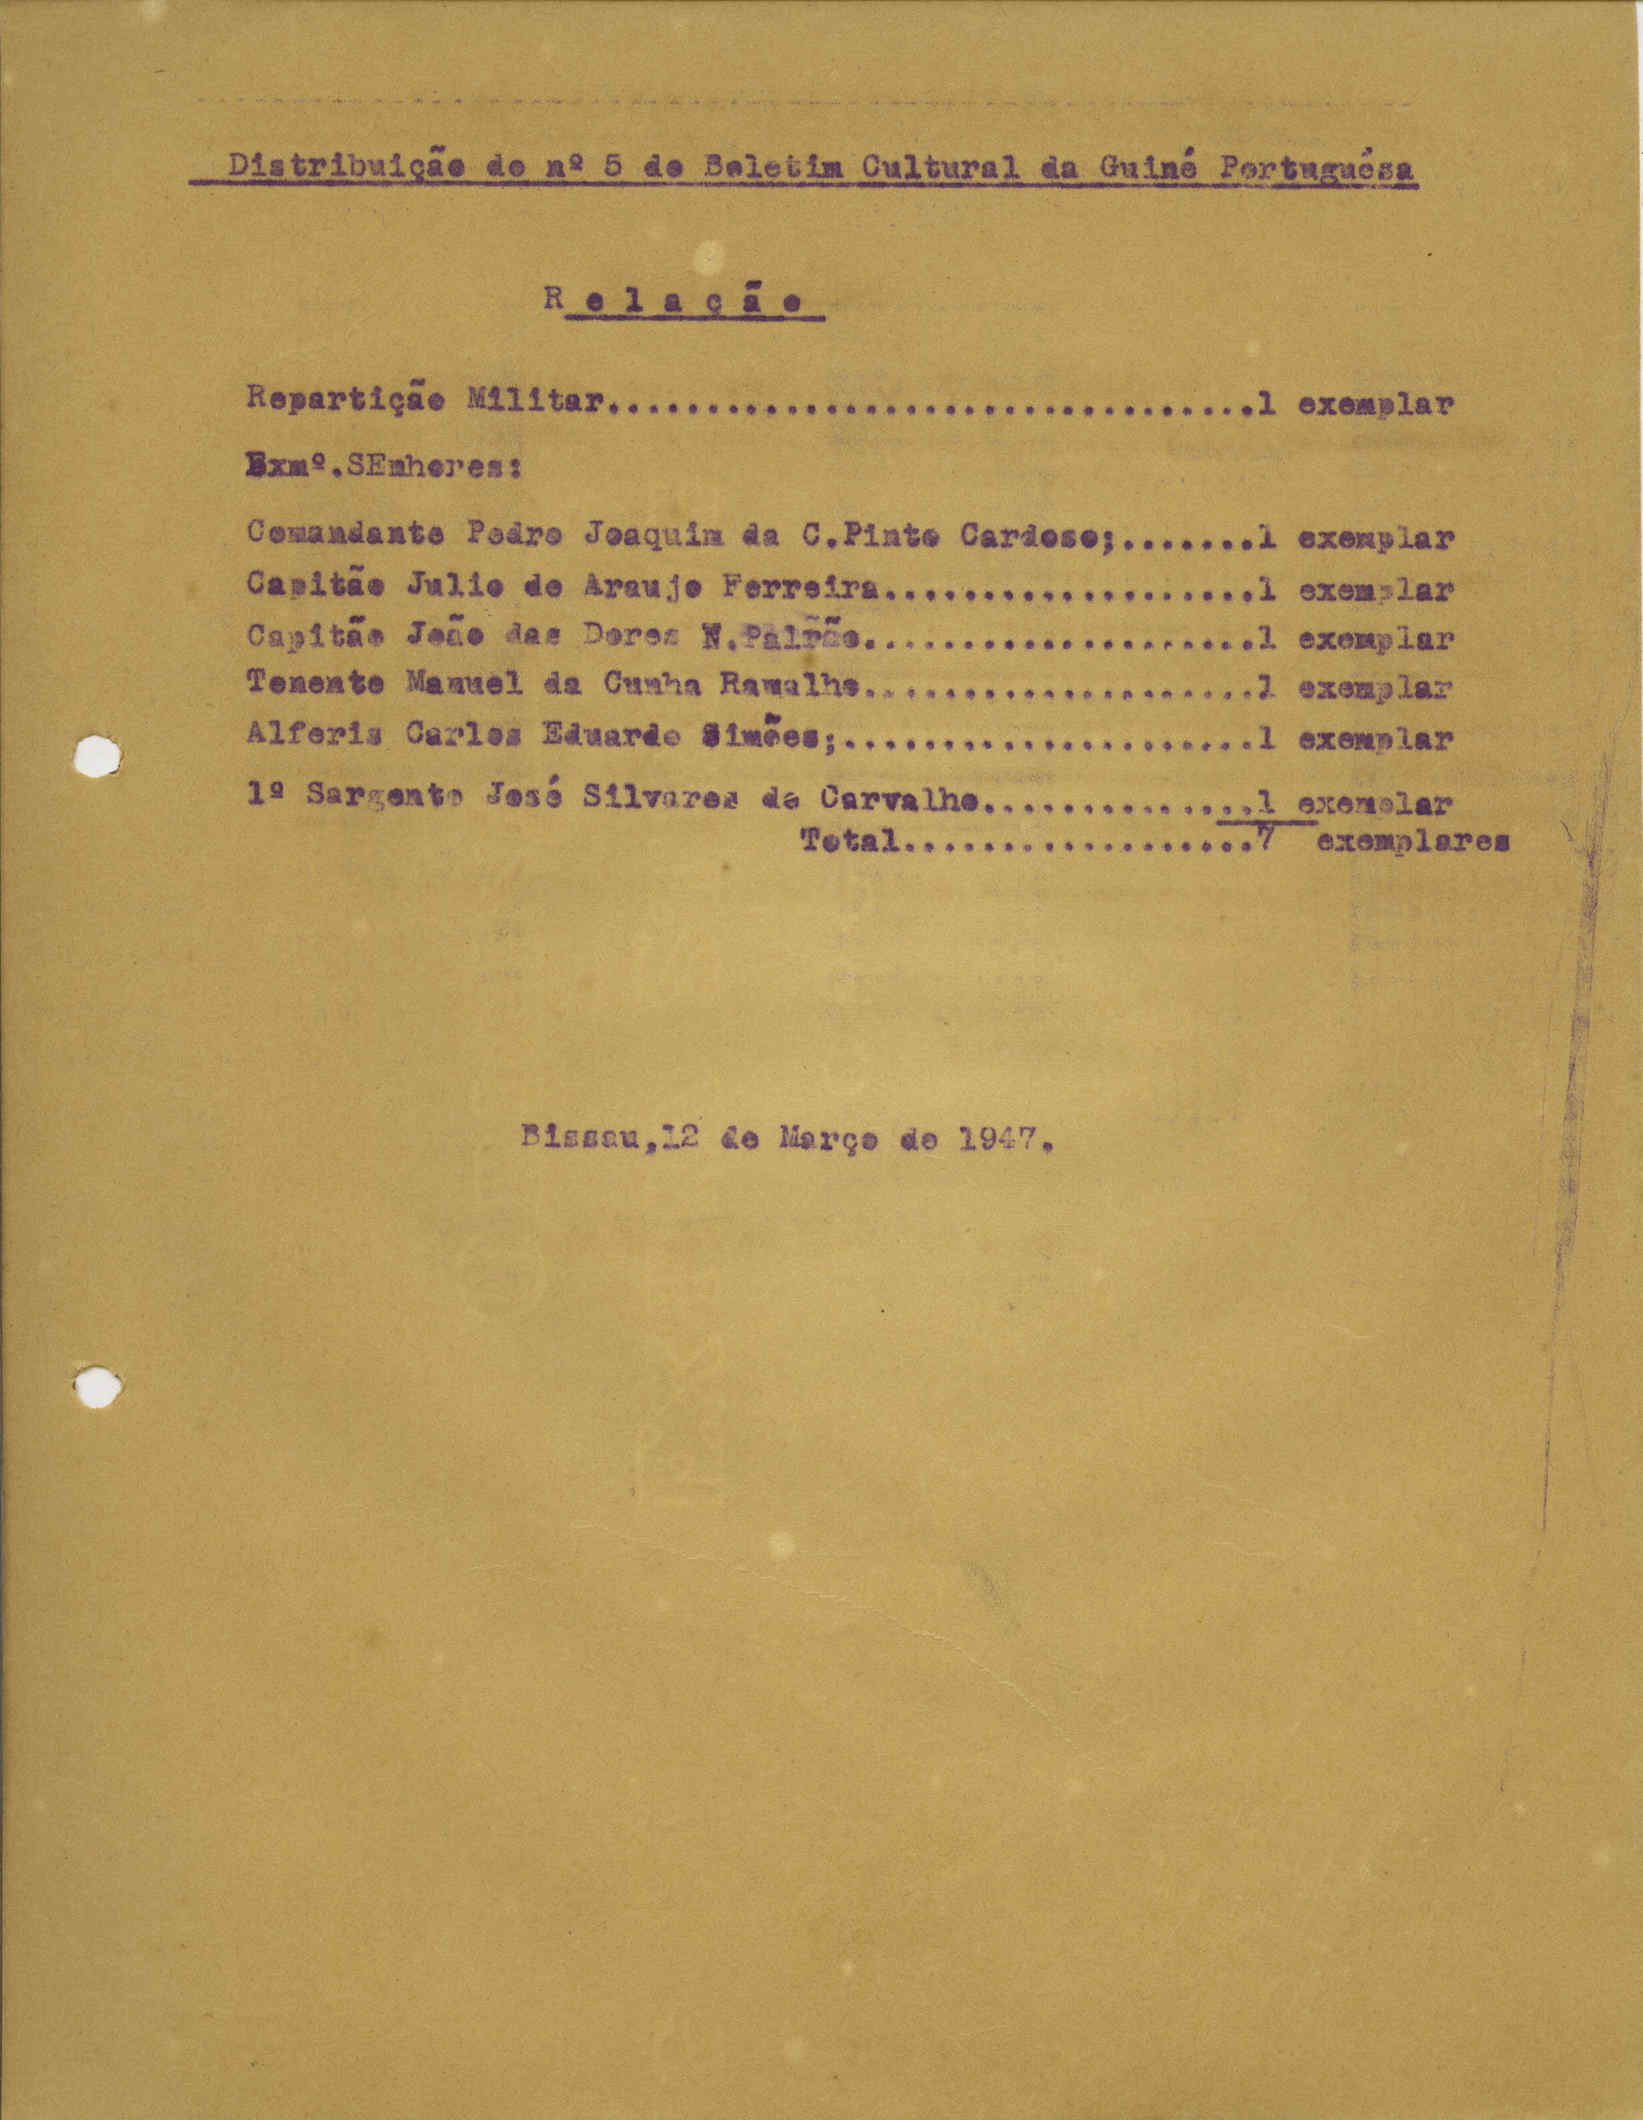 Distribuição do nº 5 do Boletim Cultural da Guiné Portuguésa
R e l a ç ã o
Repartição Militar.................................1 exemplar
Exmº.SEnhores:
Comandante Pedro Joaquim da C.Pinto Cardoso;.......1 exemplar
Capitão Julio de Araujo Ferreira...................1 exemplar
Capitão João das Dores N.Palrão....................1 exemplar
Tenente Manuel da Cunha Ramalho....................1 exemplar
Alferis Carlos Eduardo Simões;.....................1 exemplar
1º Sargento José Silvares de Carvalho..............1 exemplar
Total..................7 exemplares
Bissau,12 de Março de 1947.